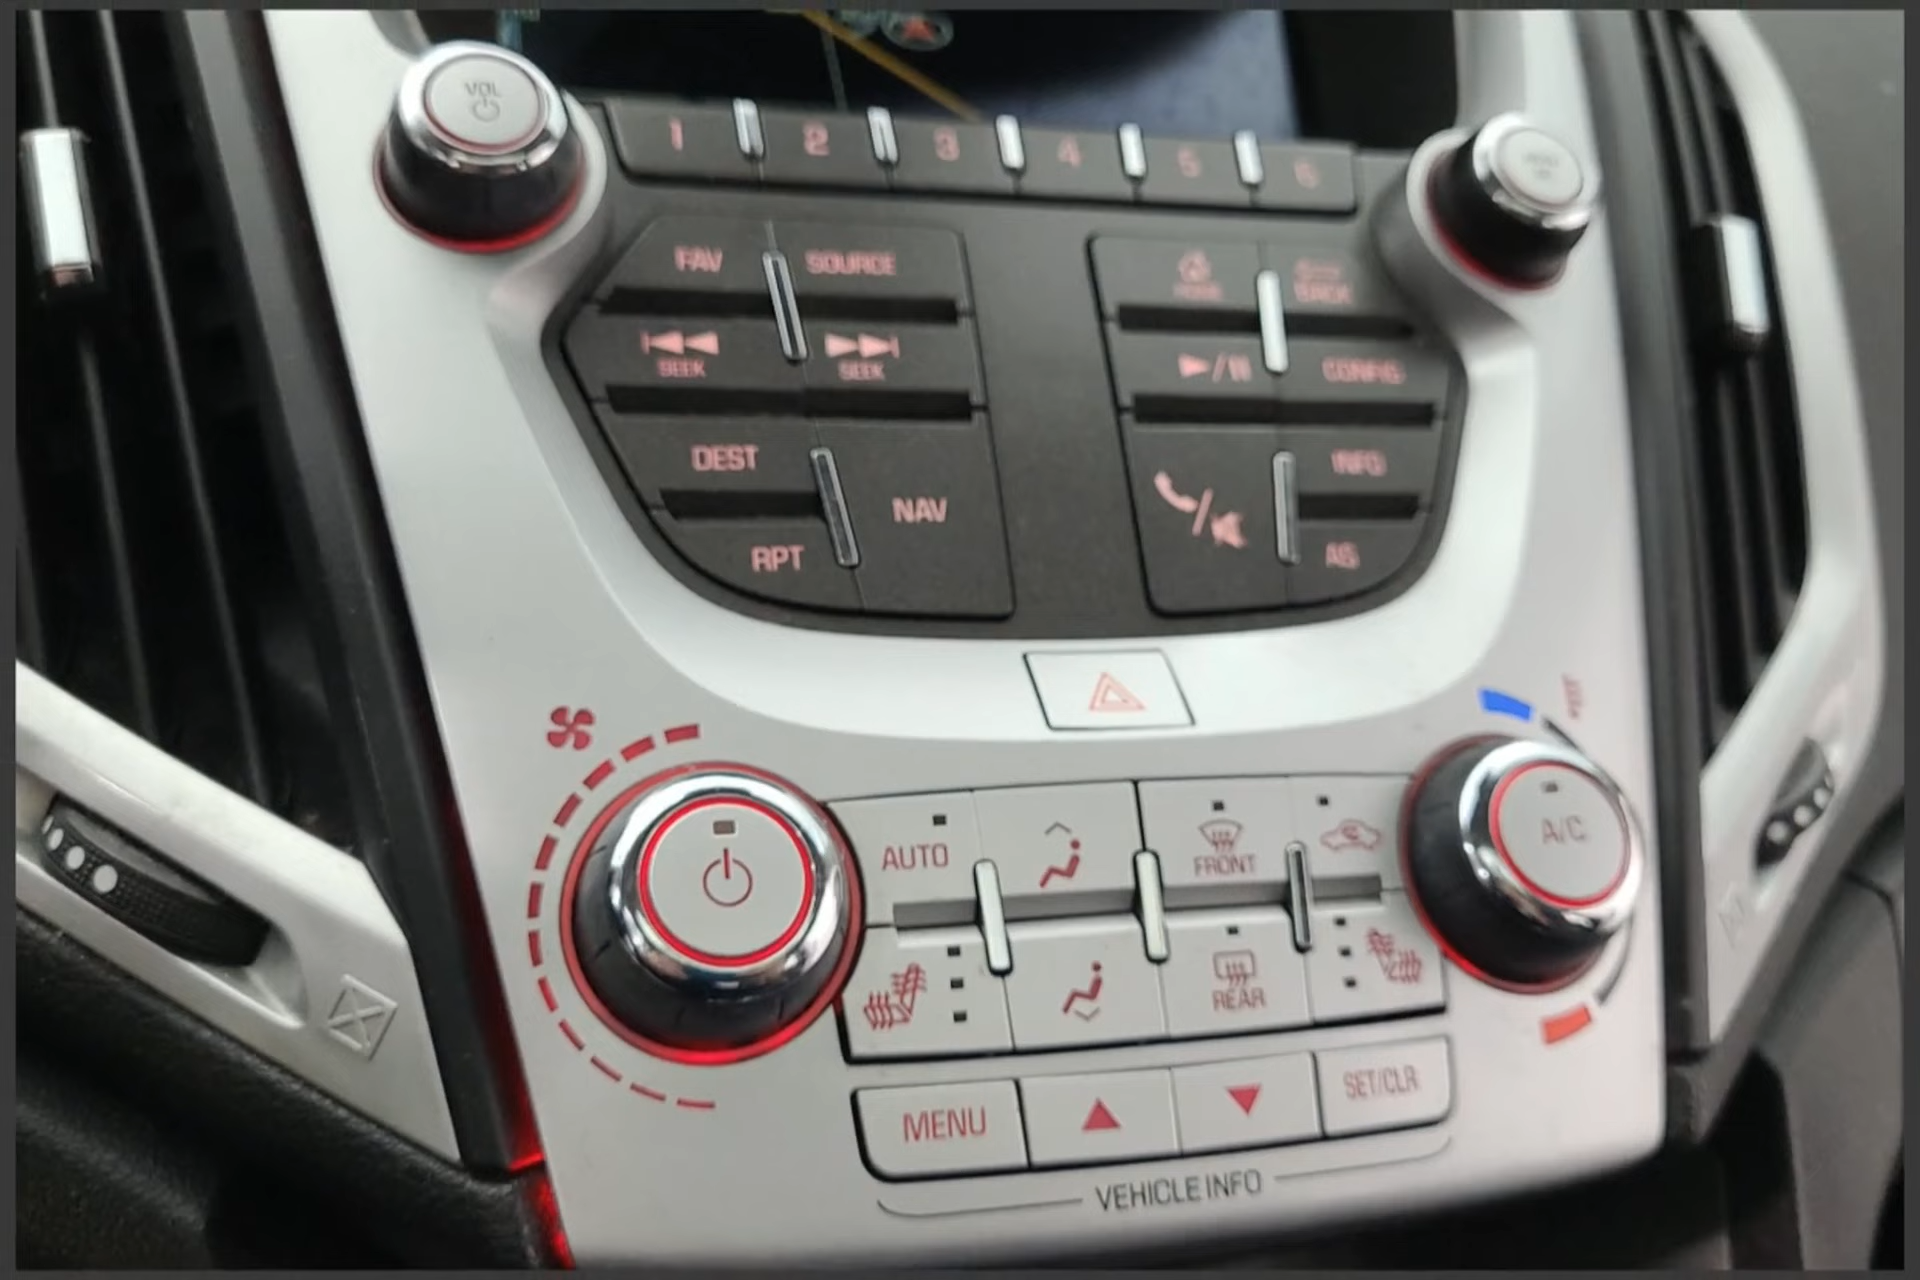 VOL
1 2 3 4 5 6
FAV SOURCE
BACK
SEEK SEEK
CONFIG
DEST
INFO
NAV
RPT
AUTO
FRONT
A/C
REAR
MENU
SET/CLR
VEHICLE INFO